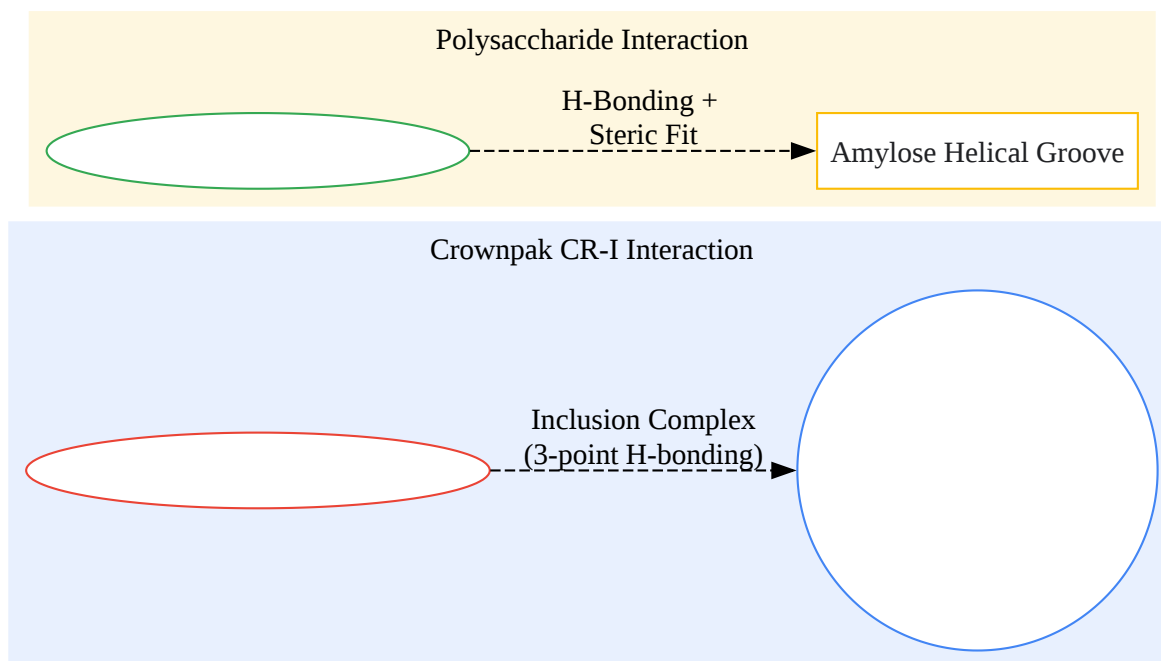 Polysaccharide Interaction
H-Bonding +
Steric Fit
Amylose Helical Groove
Crownpak CR-I Interaction
Inclusion Complex
(3-point H-bonding)